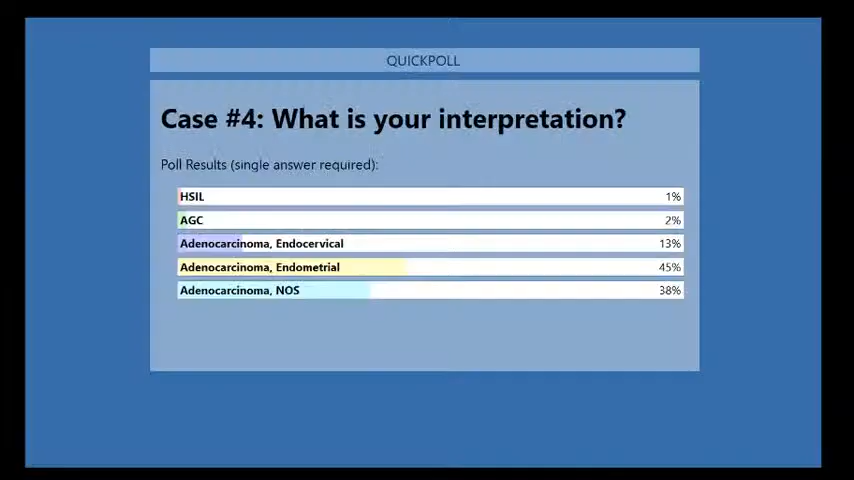 QUICKPOLL
Case #4: What is your interpretation?
Poll Results (single answer required):
HSIL 1%
AGC 2%
Adenocarcinoma, Endocervical 13%
Adenocarcinoma, Endometrial 45%
Adenocarcinoma, NOS 38%